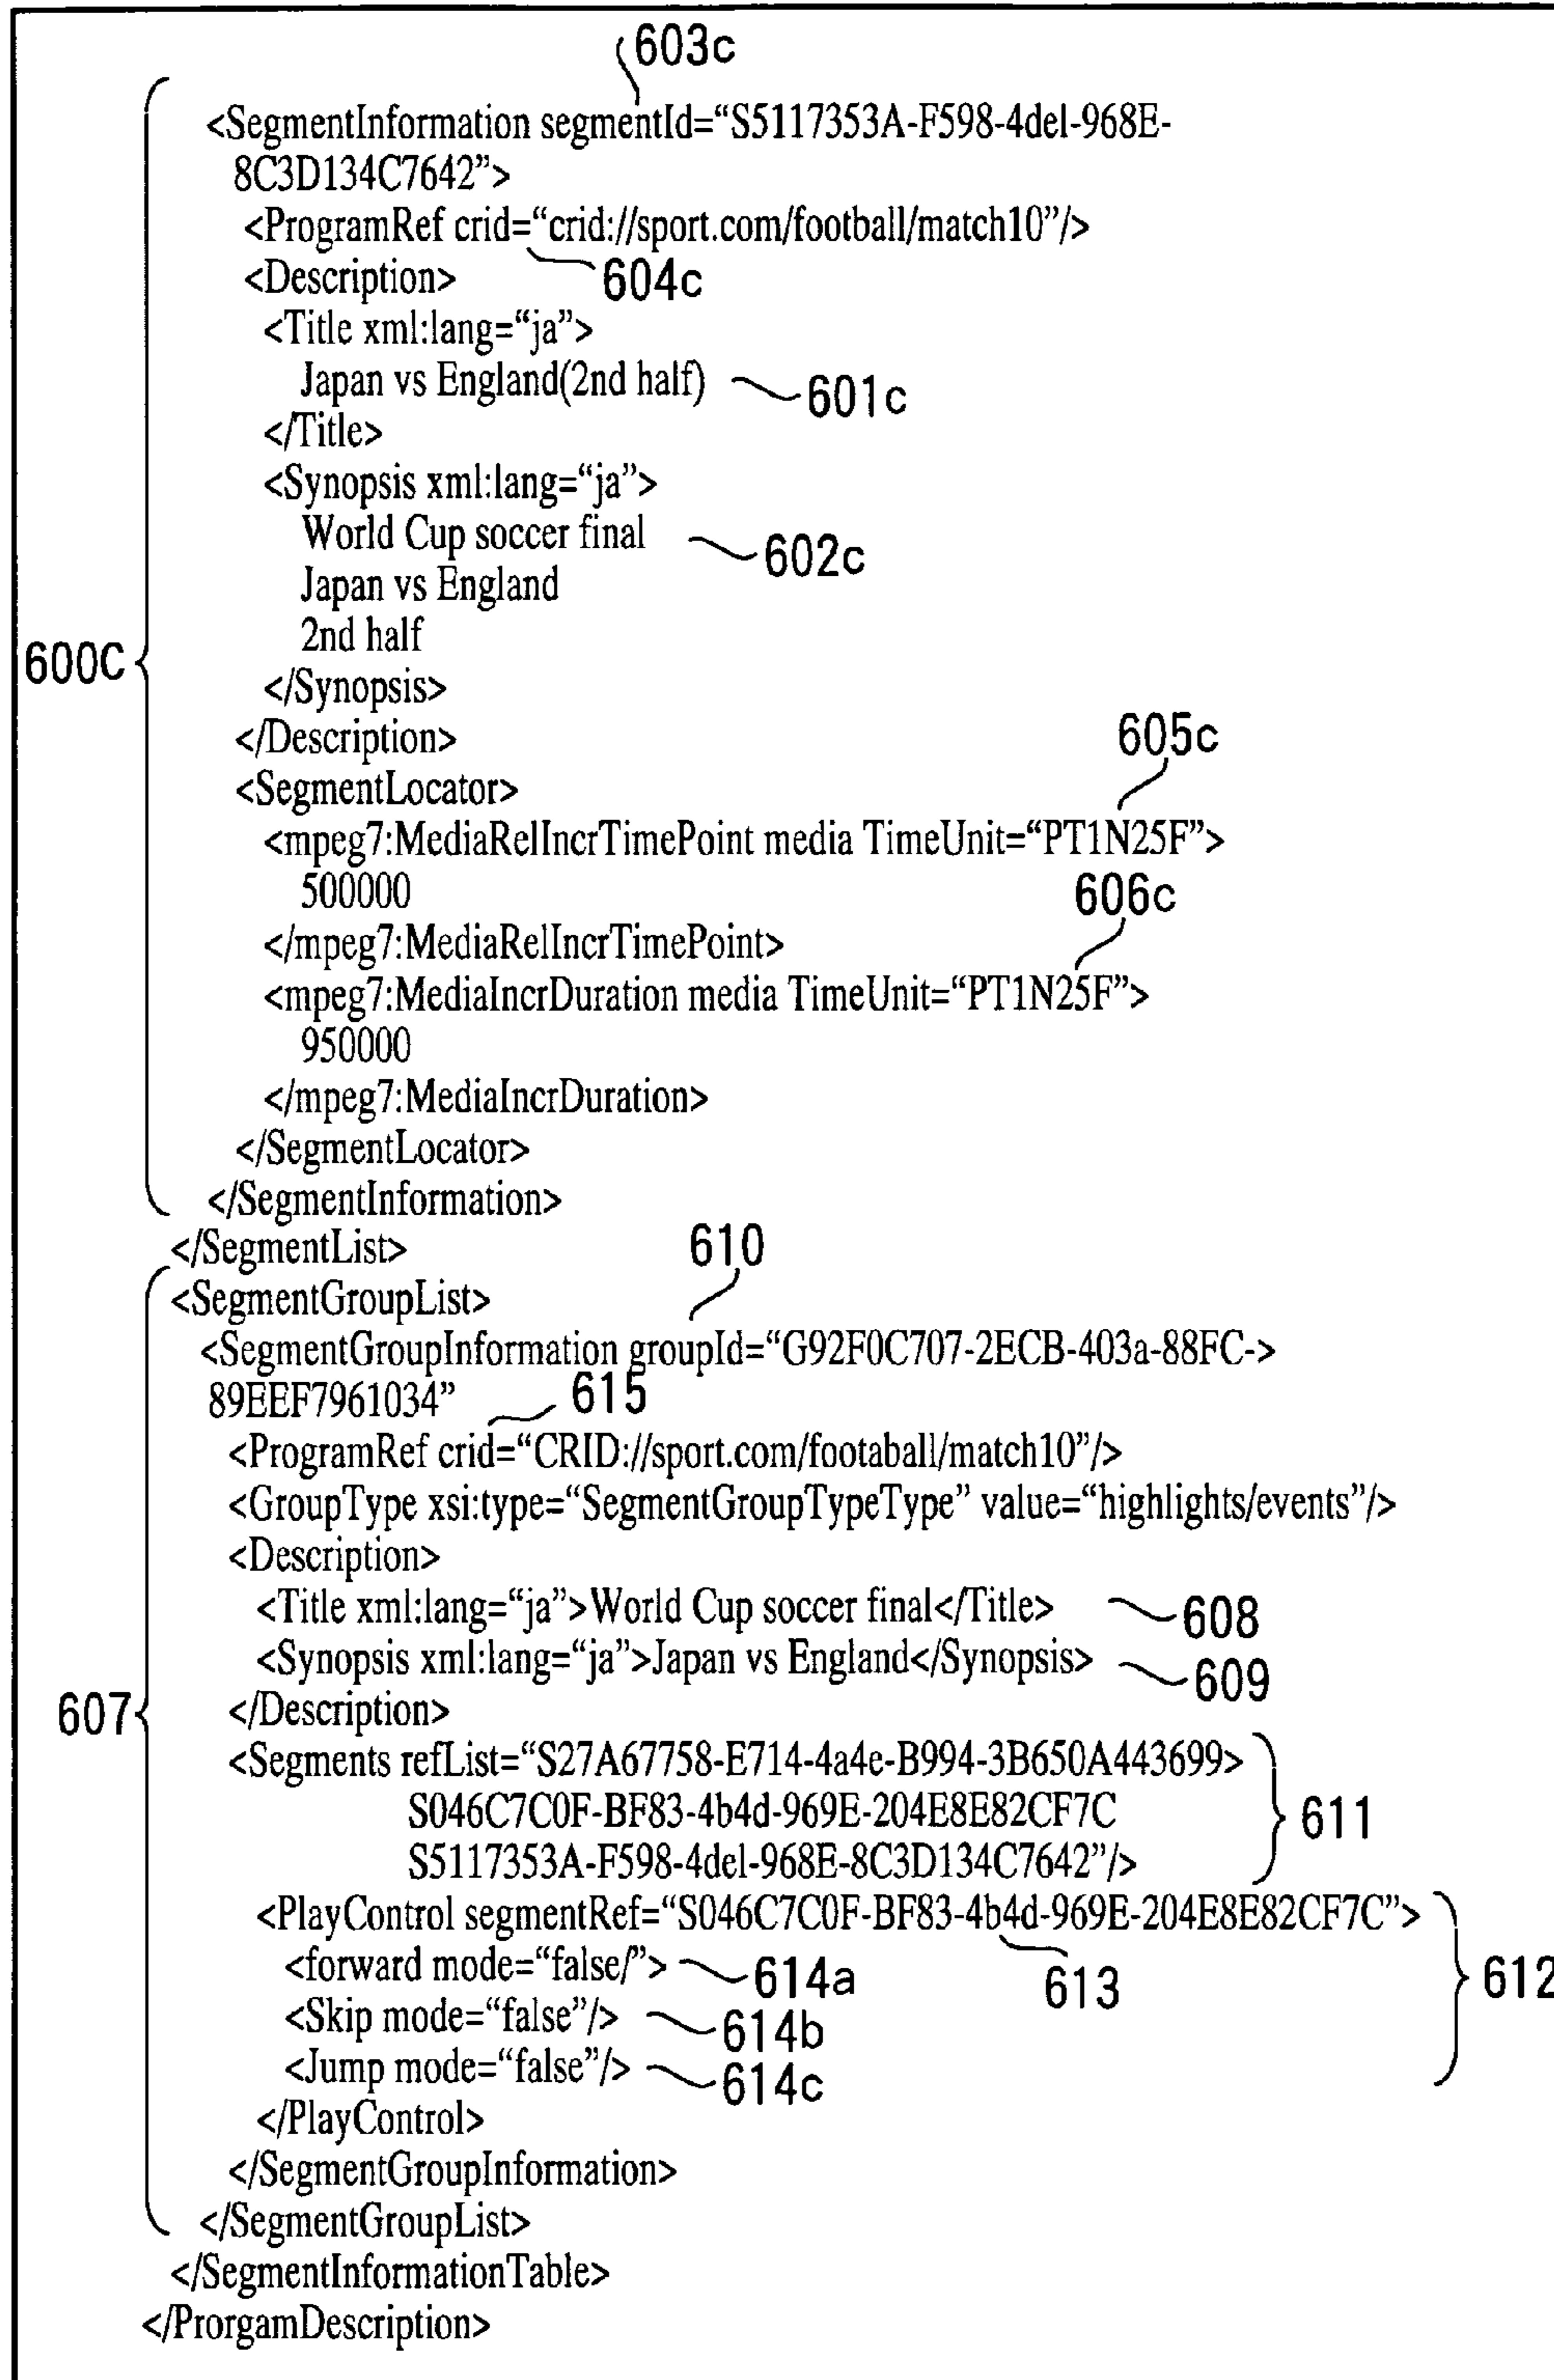 603c
<SegmentInformation segmentId=“S5117353A-F598-4del-968E-
8C3D134C7642”>
<ProgramRef crid=“crid://sport.com/football/match10”/>
<Description> 604c
<Title xml:lang=“ja”>
Japan vs England(2nd half) 601c
</Title>
<Synopsis xml:lang=“ja”>
World Cup soccer final 602c
Japan vs England
2nd half
600C
</Synopsis>
</Description> 605c
<SegmentLocator>
<mpeg7:MediaRelIncrTimePoint media TimeUnit=“PT1N25F”>
500000 606c
</mpeg7:MediaRelIncrTimePoint>
<mpeg7:MediaIncrDuration media TimeUnit=“PT1N25F”>
950000
</mpeg7:MediaIncrDuration>
</SegmentLocator>
</SegmentInformation>
</SegmentList> 610
<SegmentGroupList>
<SegmentGroupInformation groupId=“G92F0C707-2ECB-403a-88FC->
89EEF7961034” 615
<ProgramRef crid=“CRID://sport.com/footaball/match10”/>
<GroupType xsi:type=“SegmentGroupTypeType” value=“highlights/events”/>
<Description>
<Title xml:lang=“ja”>World Cup soccer final</Title> 608
<Synopsis xml:lang=“ja”>Japan vs England</Synopsis> 609
607 </Description>
<Segments refList=“S27A67758-E714-4a4e-B994-3B650A443699>
S046C7C0F-BF83-4b4d-969E-204E8E82CF7C 611
S5117353A-F598-4del-968E-8C3D134C7642”/>
<PlayControl segmentRef=“S046C7C0F-BF83-4b4d-969E-204E8E82CF7C”>
<forward mode=“false/”> 614a 613 612
<Skip mode=“false”/> 614b
<Jump mode=“false”/> 614c
</PlayControl>
</SegmentGroupInformation>
</SegmentGroupList>
</SegmentInformationTable>
</ProrgamDescription>